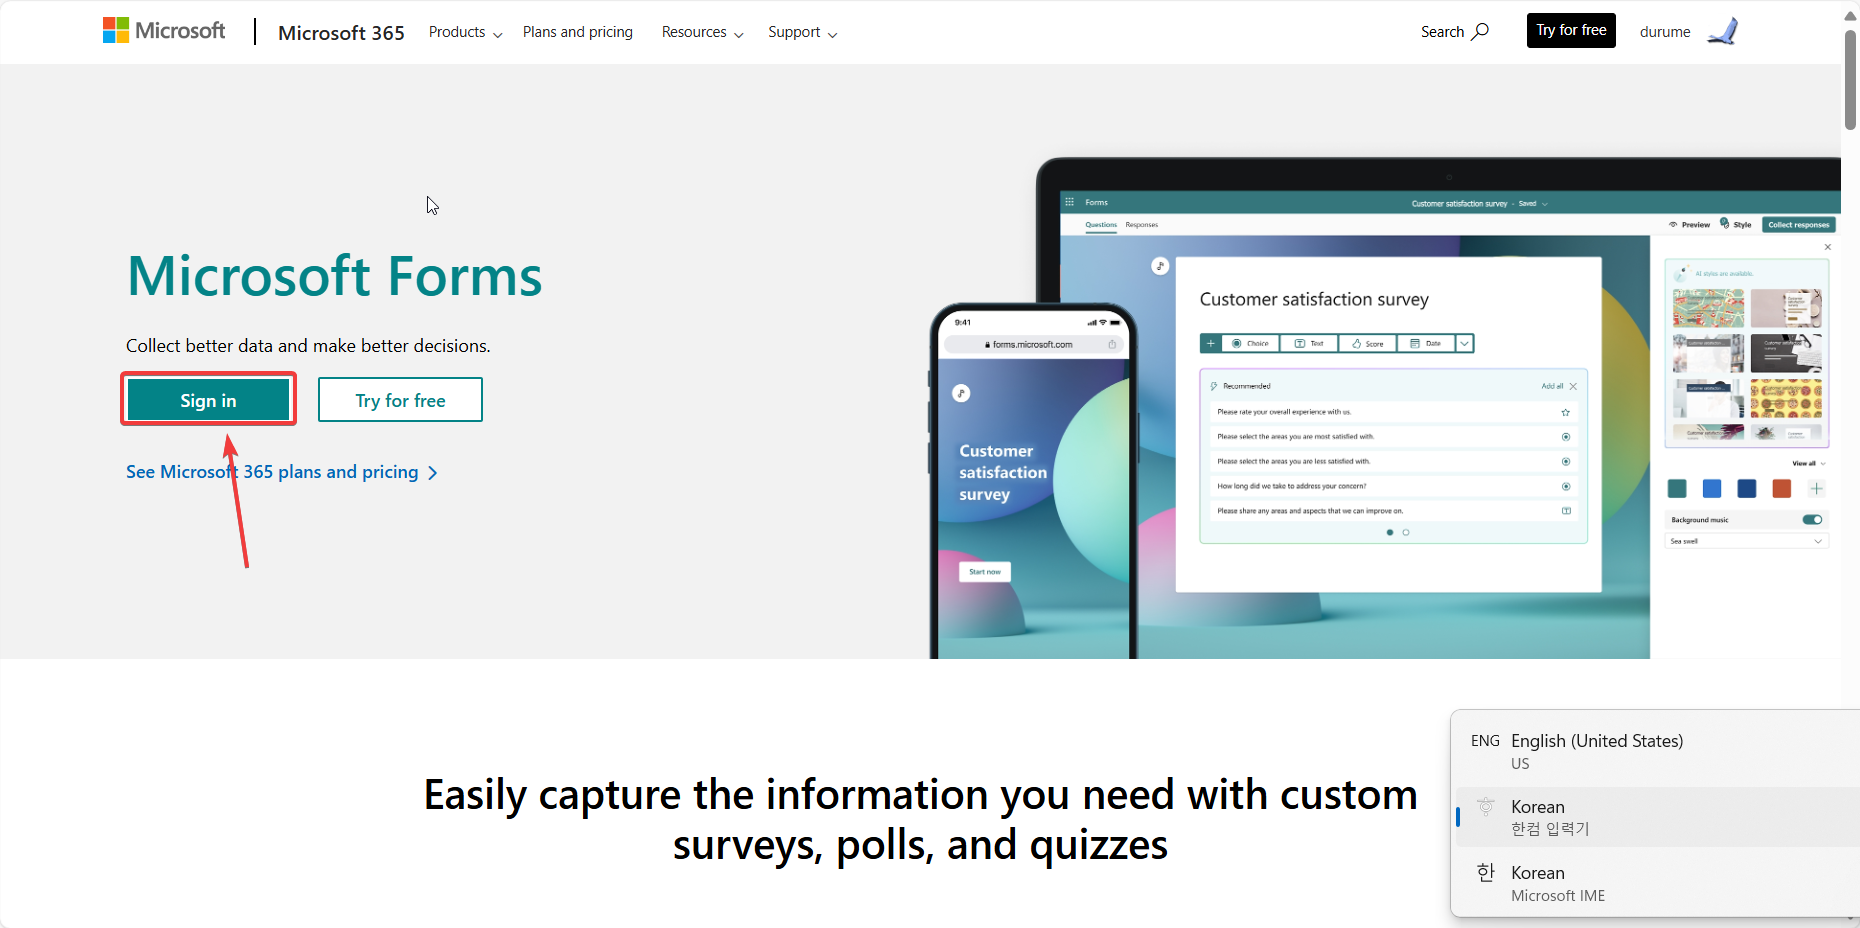 Microsoft
Microsoft 365
Products
Plans and pricing
Resources
Support
Search
Try for free
durume
Microsoft Forms
Collect better data and make better decisions.
Sign in
Try for free
See Microsoft 365 plans and pricing
9:41
forms.microsoft.com
Customer
satisfaction
survey
Start now
Forms
Customer satisfaction survey - Saved
Questions
Responses
Preview
Style
Collect responses
Customer satisfaction survey
Choice
Text
Score
Date
Recommended
Add all
Please rate your overall experience with us.
Please select the areas you are most satisfied with.
Please select the areas you are less satisfied with.
How long did we take to address your concern?
Please share any areas and aspects that we can improve on.
AI styles are available.
View all
Background music
Sea swell
Easily capture the information you need with custom
surveys, polls, and quizzes
ENG
English (United States)
US
Korean
한컴 입력기
한
Korean
Microsoft IME